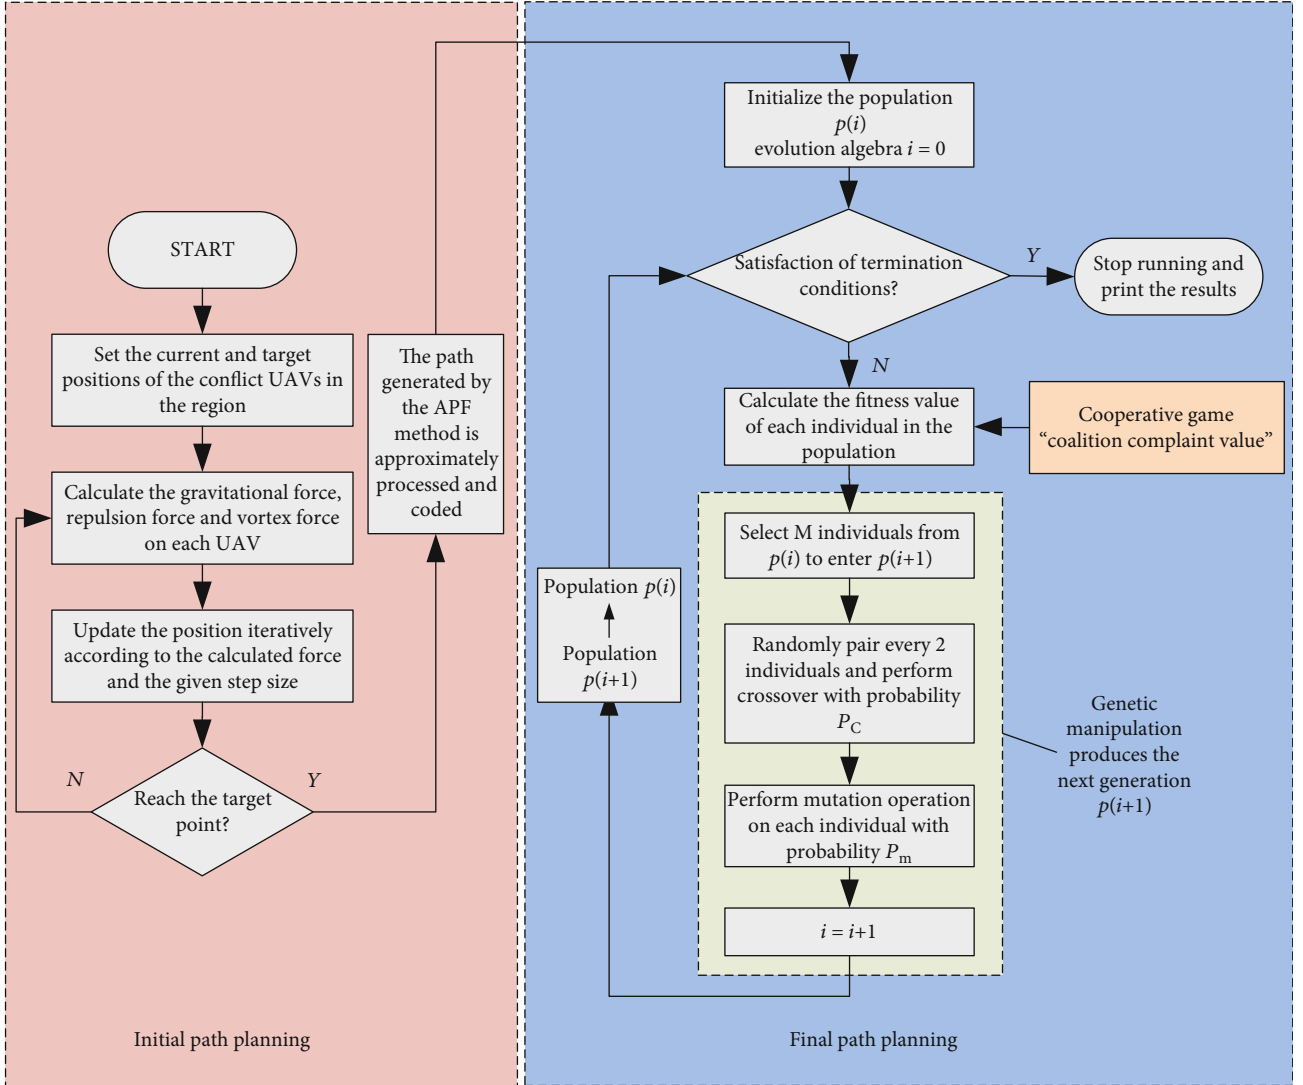 START
Set the current and target
positions of the conflict UAVs in
the region
Calculate the gravitational force,
repulsion force and vortex force
on each UAV
Update the position iteratively
according to the calculated force
and the given step size
N
Y
Reach the target
point?
The path
generated by
the APF
method is
approximately
processed and
coded
Initial path planning
Initialize the population
p(i)
evolution algebra i = 0
Satisfaction of termination
conditions?
Y
Stop running and
print the results
N
Calculate the fitness value
of each individual in the
population
Cooperative game
“coalition complaint value”
Select M individuals from
p(i) to enter p(i+1)
Population p(i)
Population
p(i+1)
Randomly pair every 2
individuals and perform
crossover with probability
PC
Genetic
manipulation
produces the
next generation
p(i+1)
Perform mutation operation
on each individual with
probability Pm
i = i+1
Final path planning